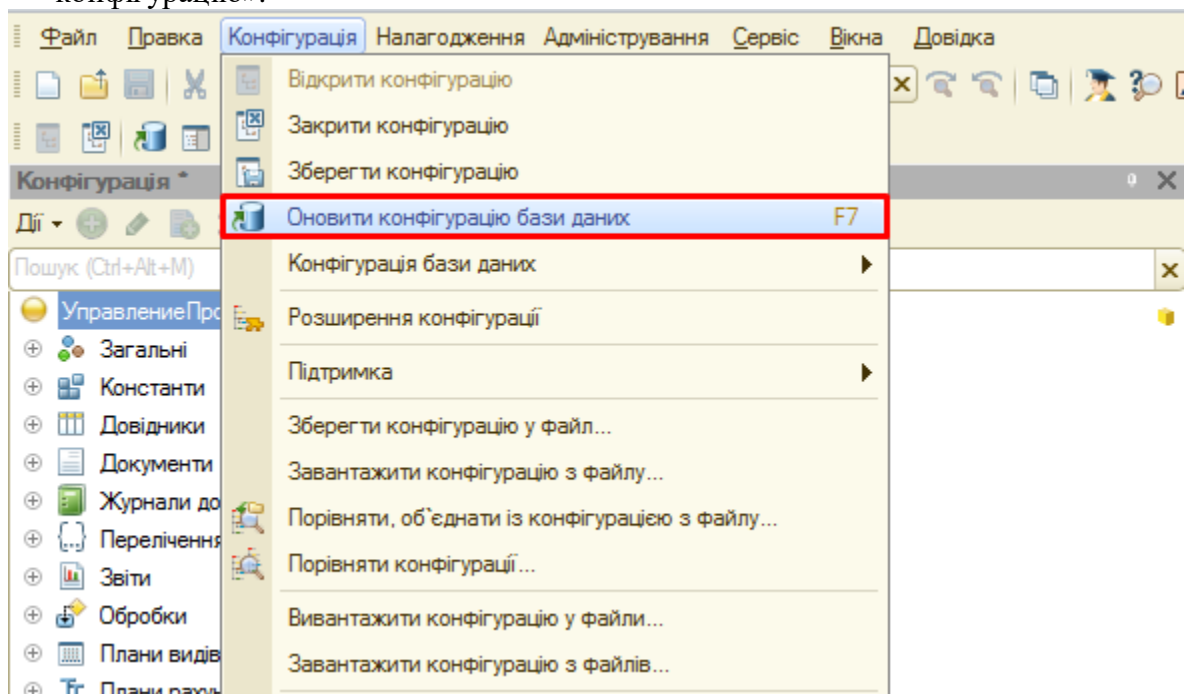 конфігурацію».
Файл Правка Конфігурація Налагодження Адміністрування Сервіс Вікна Довідка
Відкрити конфігурацію
Закрити конфігурацію
Зберегти конфігурацію
Конфігурація *
Оновити конфігурацію бази даних F7
Дії
Конфігурація бази даних
Пошук (Ctrl+Alt+M)
УправлениеПро
Розширення конфігурації
Загальні
Підтримка
Константи
Довідники
Зберегти конфігурацію у файл...
Документи
Завантажити конфігурацію з файлу...
Журнали до
Порівняти, об`єднати із конфігурацією з файлу...
Перелічення
Порівняти конфігурації...
Звіти
Обробки
Вивантажити конфігурацію у файли...
Плани видів
Завантажити конфігурацію з файлів...
Плани рахун